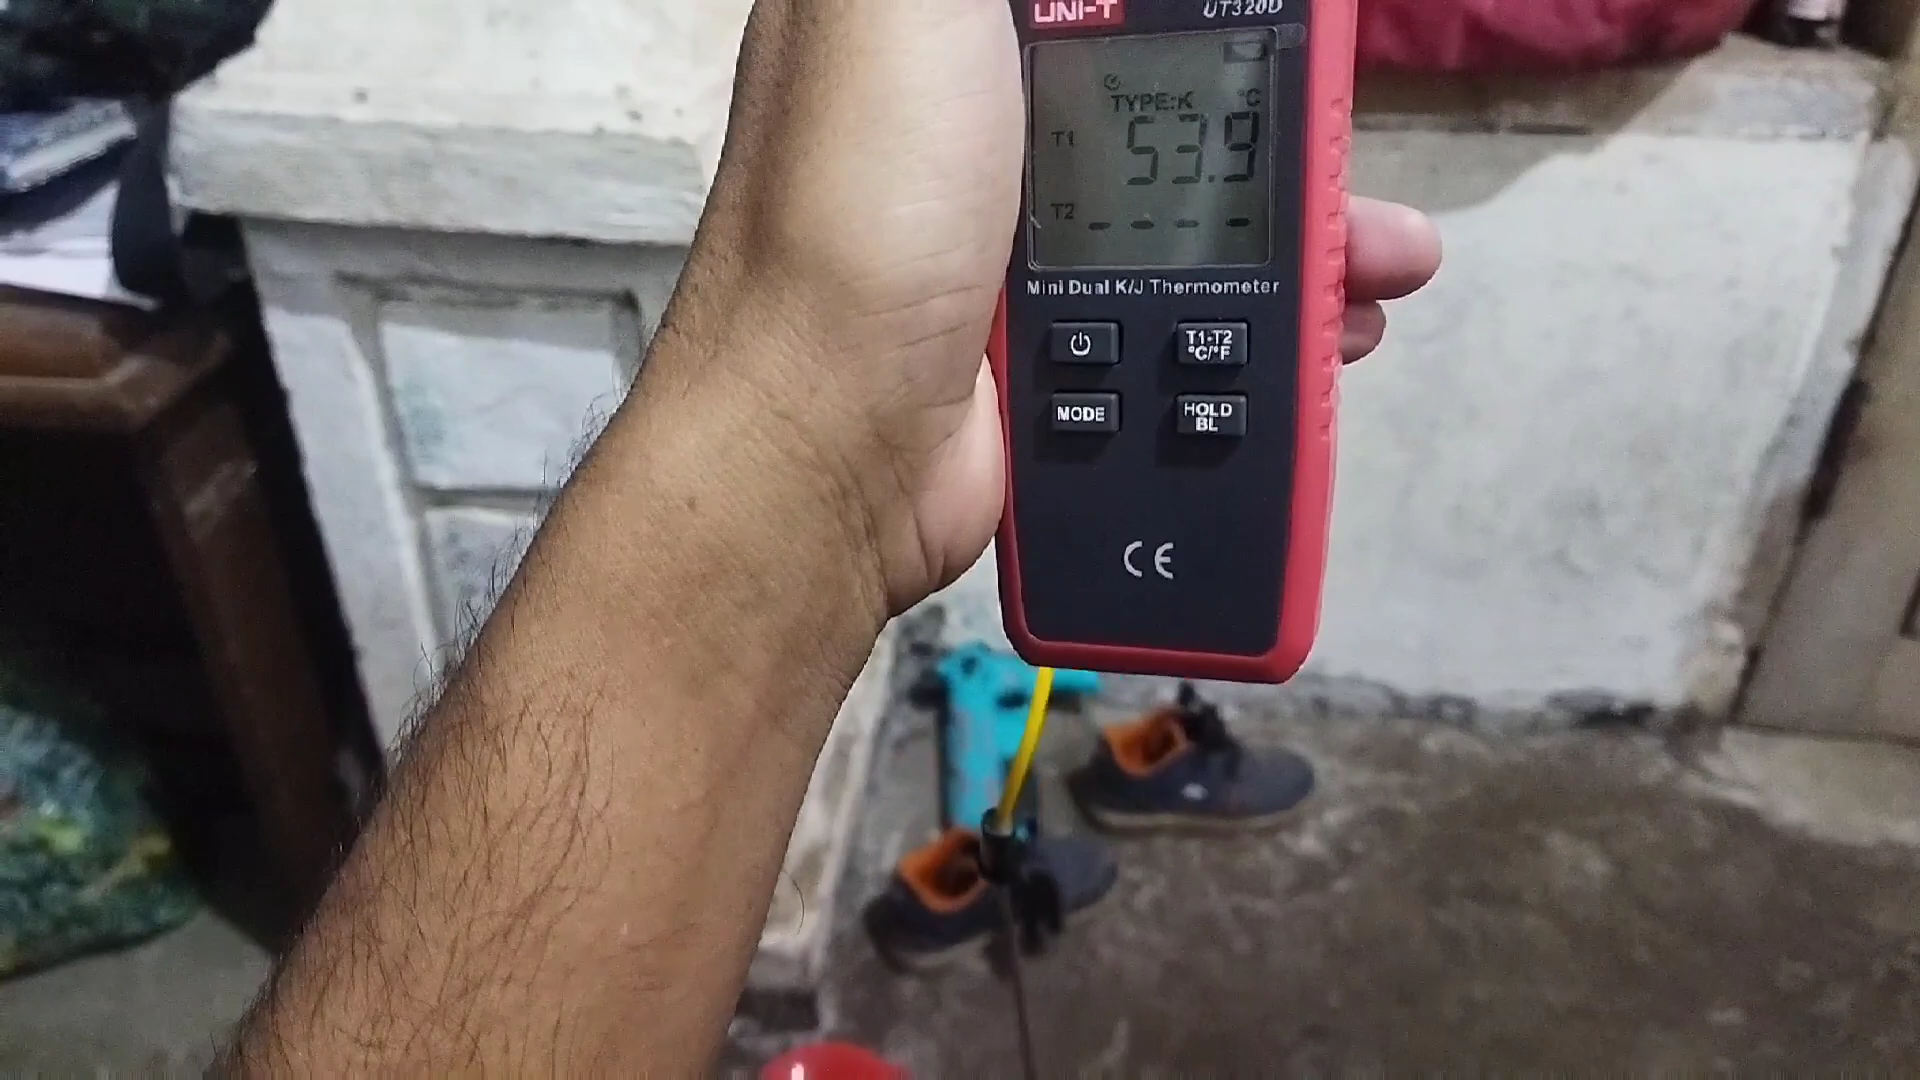 UNI-T UT320D
TYPE:K °C
T1 53.9
T2 - - - -
Mini Dual K/J Thermometer
T1-T2
°C/°F
MODE
HOLD
BL
CE